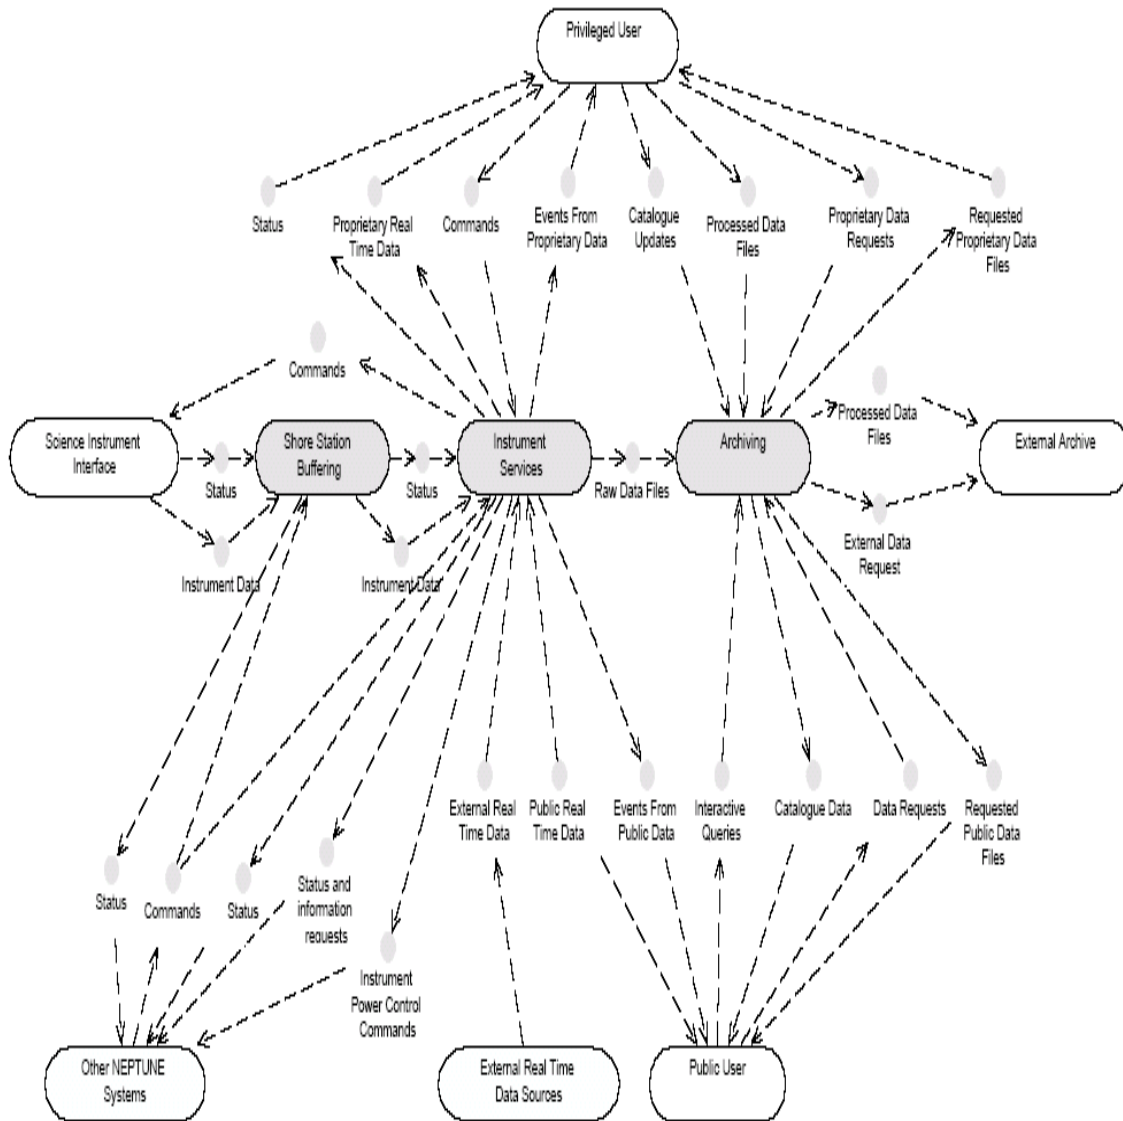 Privileged User
Status
Proprietary Real
Time Data
Commands
Events From
Proprietary Data
Catalogue
Updates
Processed Data
Files
Proprietary Data
Requests
Requested
Proprietary Data
Files
Commands
Processed Data
Files
Science Instrument
Interface
Status
Shore Station
Buffering
Status
Instrument
Services
Raw Data Files
Archiving
External Archive
Instrument Data
Instrument Data
External Data
Request
External Real
Time Data
Public Real
Time Data
Events From
Public Data
Interactive
Queries
Catalogue Data
Data Requests
Requested
Public Data
Files
Status
Commands
Status
Status and
information
requests
Instrument
Power Control
Commands
Other NEPTUNE
Systems
External Real Time
Data Sources
Public User